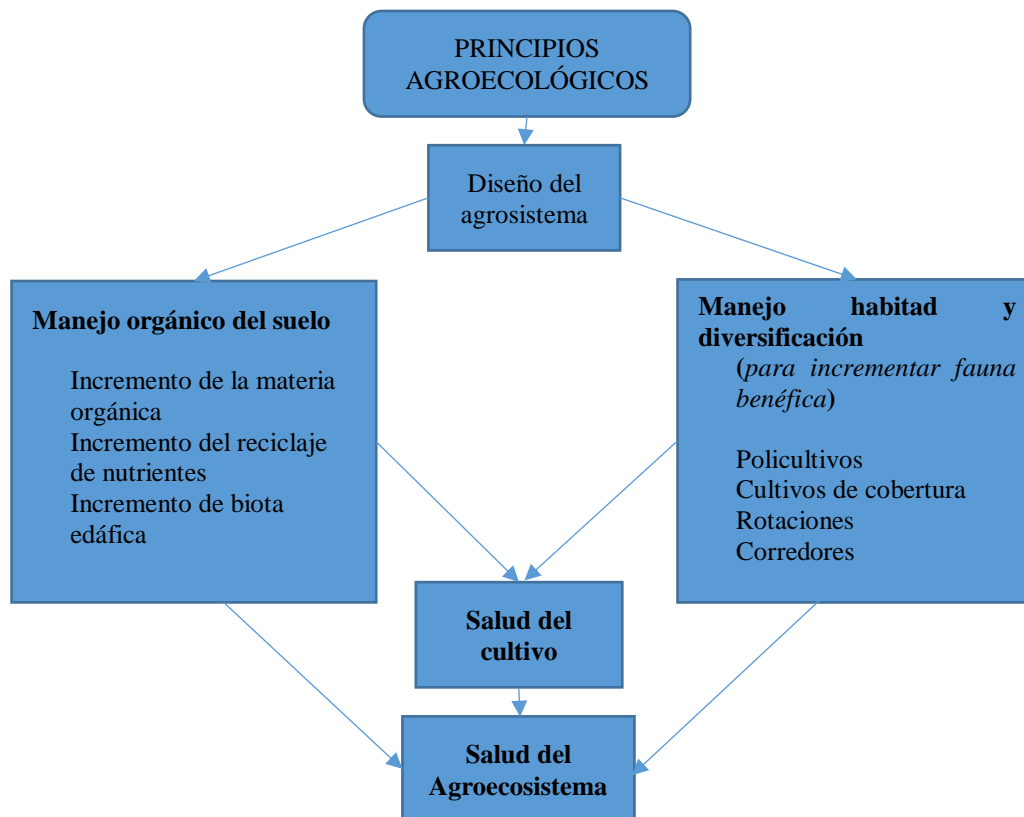 PRINCIPIOS
AGROECOLÓGICOS
Diseño del
agrosistema
Manejo orgánico del suelo
Incremento de la materia
orgánica
Incremento del reciclaje
de nutrientes
Incremento de biota
edáfica
Manejo habitad y
diversificación
(para incrementar fauna
benéfica)
Policultivos
Cultivos de cobertura
Rotaciones
Corredores
Salud del
cultivo
Salud del
Agroecosistema